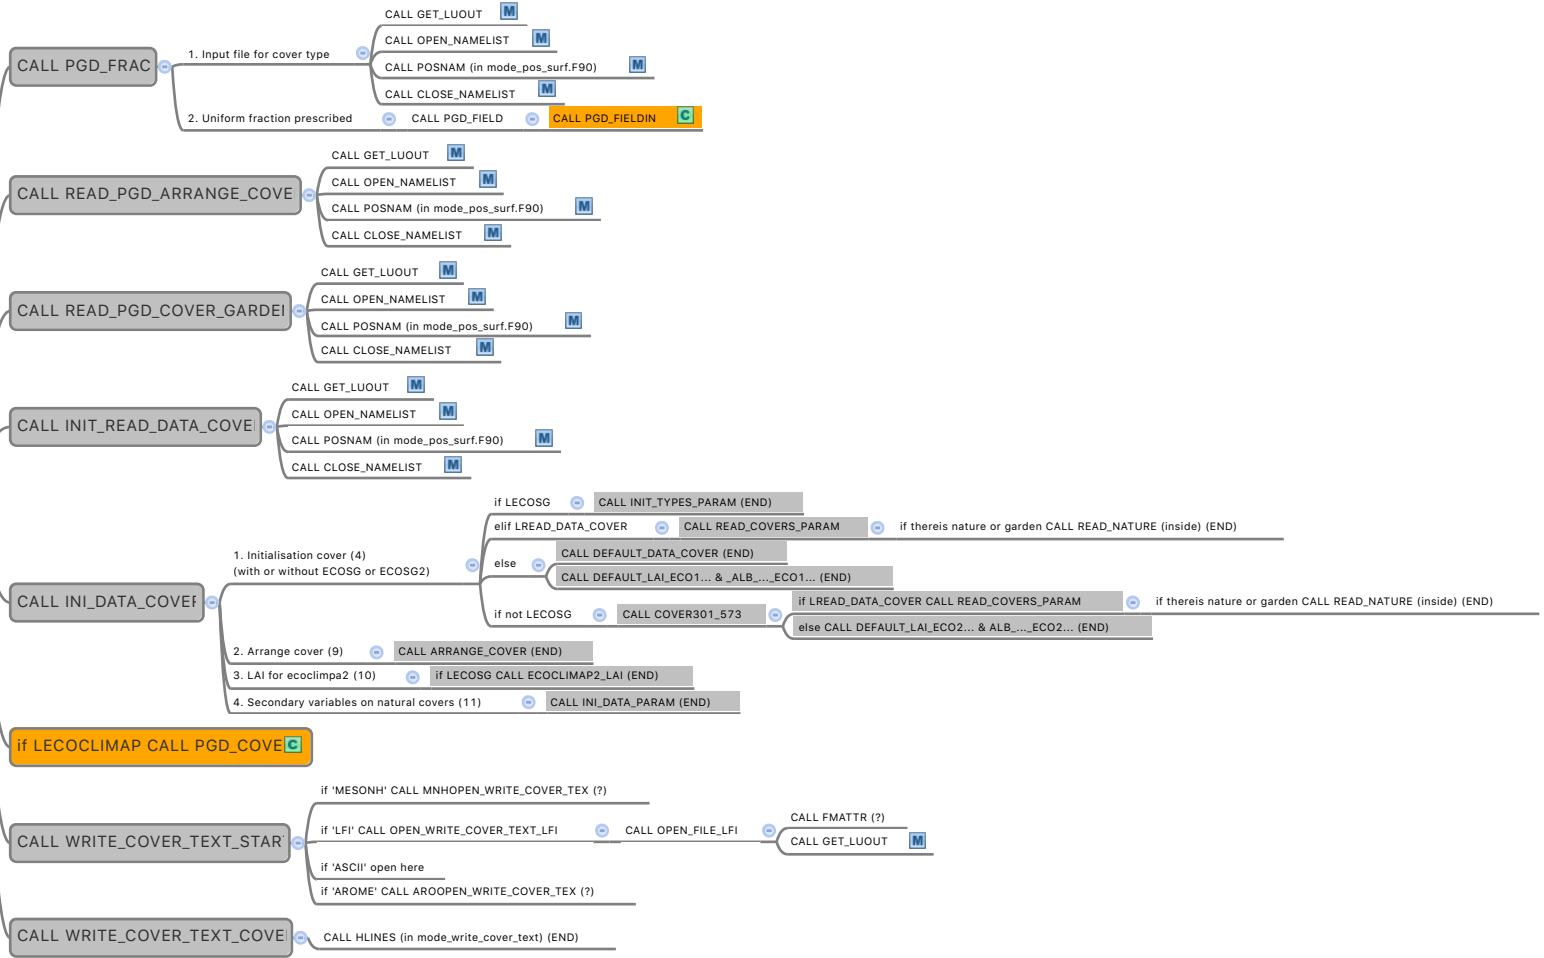 CALL PGD_FRAC
1. Input file for cover type
CALL GET_LUOUT M
CALL OPEN_NAMELIST M
CALL POSNAM (in mode_pos_surf.F90) M
CALL CLOSE_NAMELIST M
2. Uniform fraction prescribed
CALL PGD_FIELD
CALL PGD_FIELDIN C
CALL READ_PGD_ARRANGE_COVE
CALL GET_LUOUT M
CALL OPEN_NAMELIST M
CALL POSNAM (in mode_pos_surf.F90) M
CALL CLOSE_NAMELIST M
CALL READ_PGD_COVER_GARDE
CALL GET_LUOUT M
CALL OPEN_NAMELIST M
CALL POSNAM (in mode_pos_surf.F90) M
CALL CLOSE_NAMELIST M
CALL INIT_READ_DATA_COVE
CALL GET_LUOUT M
CALL OPEN_NAMELIST M
CALL POSNAM (in mode_pos_surf.F90) M
CALL CLOSE_NAMELIST M
CALL INI_DATA_COVER
1. Initialisation cover (4)
(with or without ECOSG or ECOSG2)
if LECOSG
CALL INIT_TYPES_PARAM (END)
elif LREAD_DATA_COVER
CALL READ_COVERS_PARAM
if thereis nature or garden CALL READ_NATURE (inside) (END)
else
CALL DEFAULT_DATA_COVER (END)
CALL DEFAULT_LAI_ECO1... & _ALB_..._ECO1... (END)
if not LECOSG
CALL COVER301_573
if LREAD_DATA_COVER CALL READ_COVERS_PARAM
if thereis nature or garden CALL READ_NATURE (inside) (END)
else CALL DEFAULT_LAI_ECO2... & ALB_..._ECO2... (END)
2. Arrange cover (9)
CALL ARRANGE_COVER (END)
3. LAI for ecoclimpa2 (10)
if LECOSG CALL ECOCLIMAP2_LAI (END)
4. Secondary variables on natural covers (11)
CALL INI_DATA_PARAM (END)
if LECOCLIMAP CALL PGD_COVE C
CALL WRITE_COVER_TEXT_STAR
if 'MESONH' CALL MNHOPEN_WRITE_COVER_TEX (?)
if 'LFI' CALL OPEN_WRITE_COVER_TEXT_LFI
CALL OPEN_FILE_LFI
CALL FMATTR (?)
CALL GET_LUOUT M
if 'ASCII' open here
if 'AROME' CALL AROOPEN_WRITE_COVER_TEX (?)
CALL WRITE_COVER_TEXT_COVE
CALL HLINES (in mode_write_cover_text) (END)